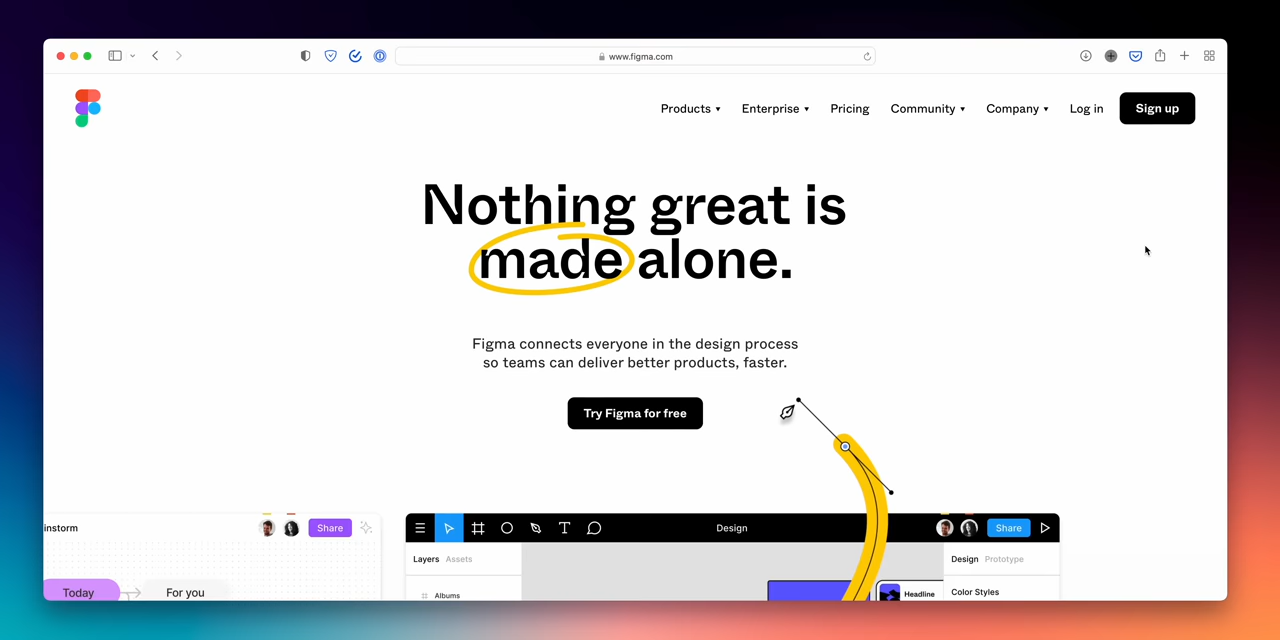 www.figma.com
Products Enterprise Pricing Community Company Log in Sign up
Nothing great is
made alone.
Figma connects everyone in the design process
so teams can deliver better products, faster.
Try Figma for free
instorm Share
Today For you
Design Share
Layers Assets
Albums
Headline
Design Prototype
Color Styles